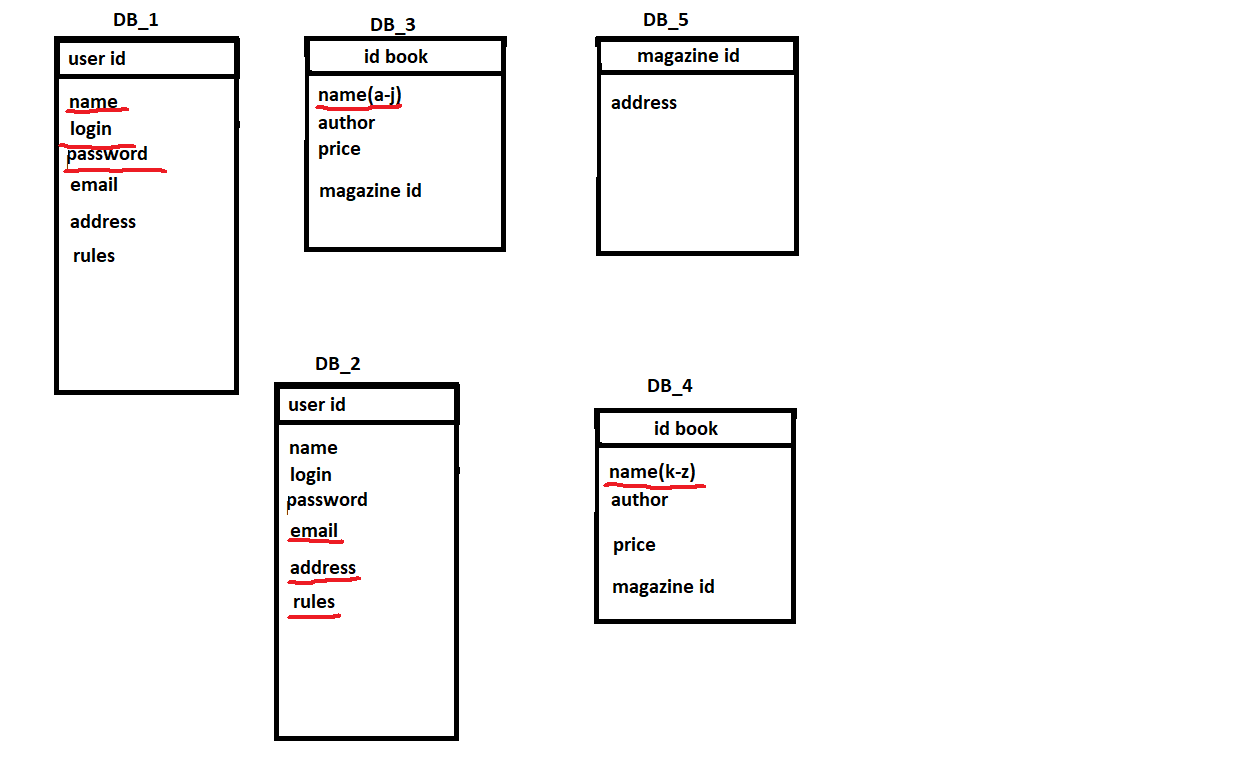 DB_1
user id
name
login
password
email
address
rules
DB_3
id book
name(a-j)
author
price
magazine id
DB_5
magazine id
address
DB_2
user id
name
login
password
email
address
rules
DB_4
id book
name(k-z)
author
price
magazine id